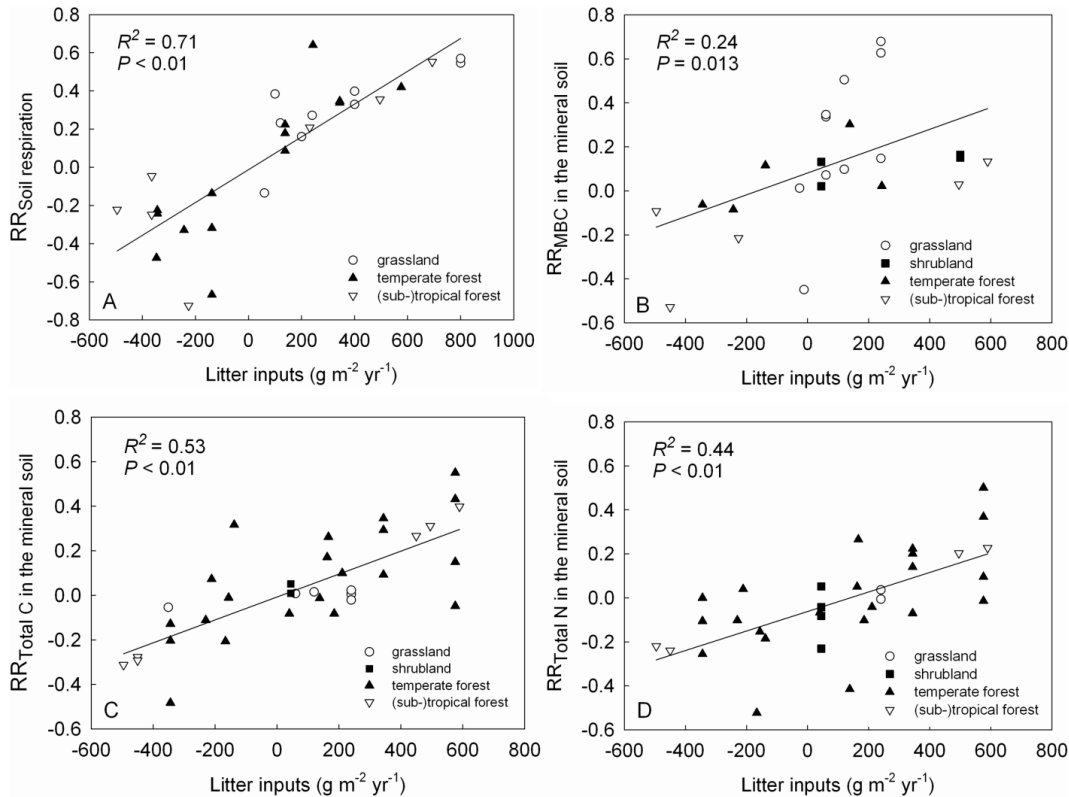 R² = 0.71
P < 0.01
RR Soil respiration
0.8
0.6
0.4
0.2
0.0
-0.2
-0.4
-0.6
-0.8
grassland
temperate forest
(sub-)tropical forest
A
-600 -400 -200 0 200 400 600 800 1000
Litter inputs (g m⁻² yr⁻¹)
R² = 0.24
P = 0.013
RR MBC in the mineral soil
0.8
0.6
0.4
0.2
0.0
-0.2
-0.4
-0.6
grassland
shrubland
temperate forest
(sub-)tropical forest
B
-600 -400 -200 0 200 400 600 800
Litter inputs (g m⁻² yr⁻¹)
R² = 0.53
P < 0.01
RR Total C in the mineral soil
0.8
0.6
0.4
0.2
0.0
-0.2
-0.4
-0.6
grassland
shrubland
temperate forest
(sub-)tropical forest
C
-600 -400 -200 0 200 400 600 800
Litter inputs (g m⁻² yr⁻¹)
R² = 0.44
P < 0.01
RR Total N in the mineral soil
0.8
0.6
0.4
0.2
0.0
-0.2
-0.4
-0.6
grassland
shrubland
temperate forest
(sub-)tropical forest
D
-600 -400 -200 0 200 400 600 800
Litter inputs (g m⁻² yr⁻¹)